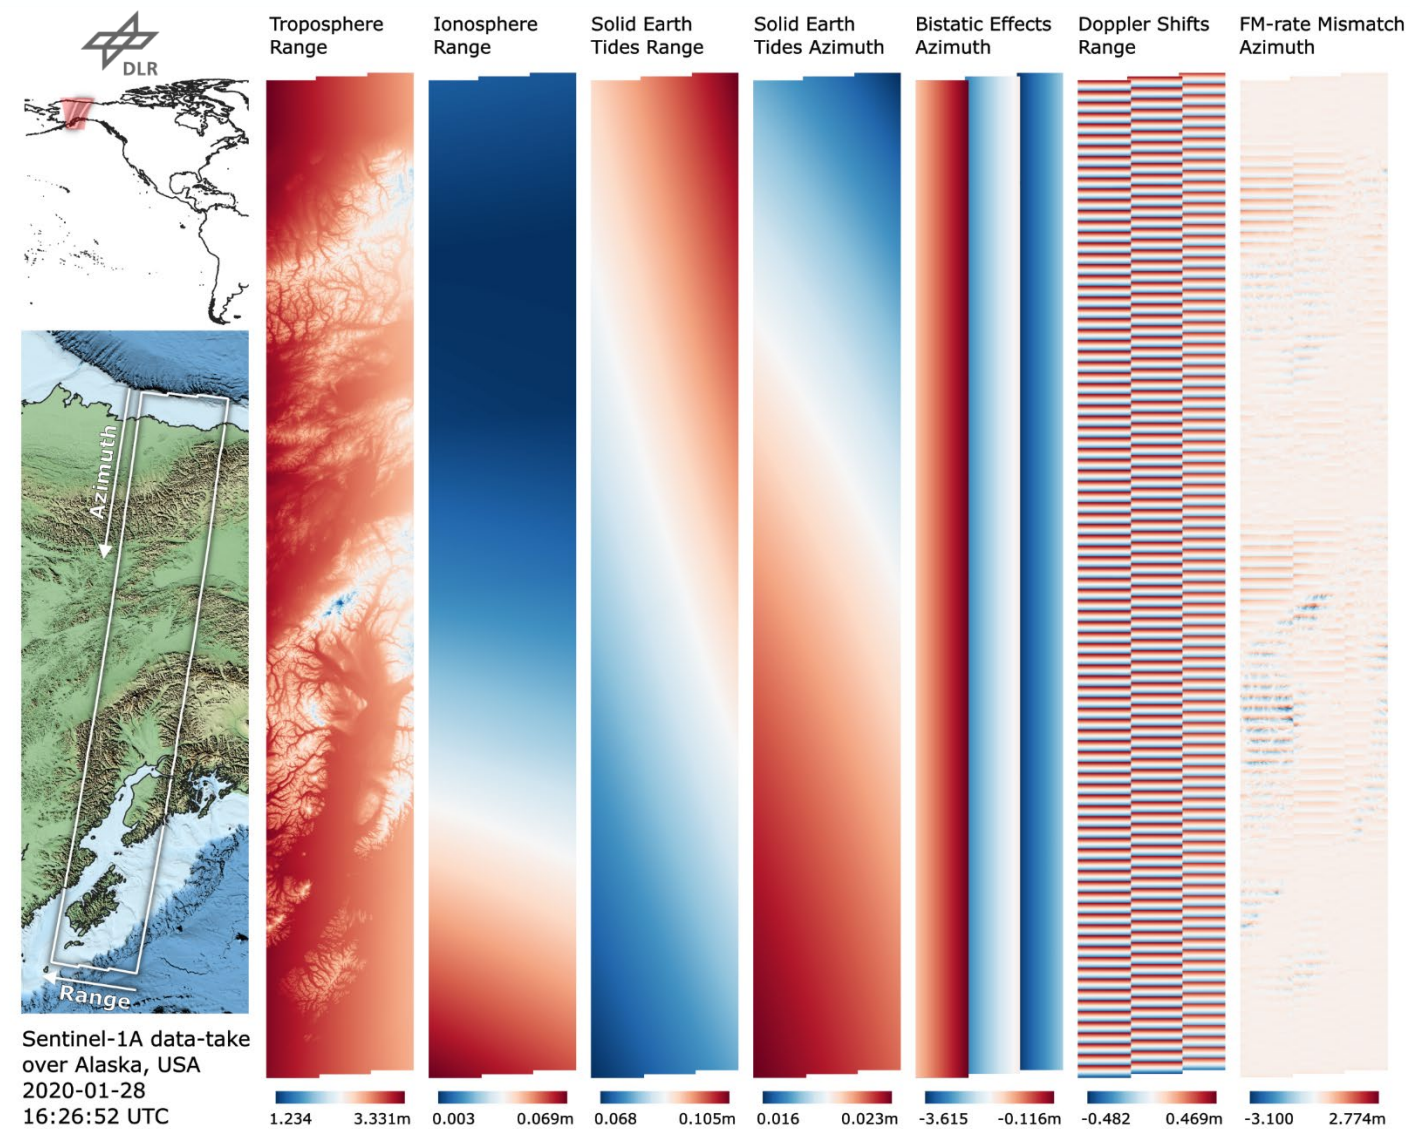 DLR
Troposphere
Range
Ionosphere
Range
Solid Earth
Tides Range
Solid Earth
Tides Azimuth
Bistatic Effects
Azimuth
Doppler Shifts
Range
FM-rate Mismatch
Azimuth
Azimuth
Range
Sentinel-1A data-take
over Alaska, USA
2020-01-28
16:26:52 UTC
1.234 3.331m
0.003 0.069m
0.068 0.105m
0.016 0.023m
-3.615 -0.116m
-0.482 0.469m
-3.100 2.774m